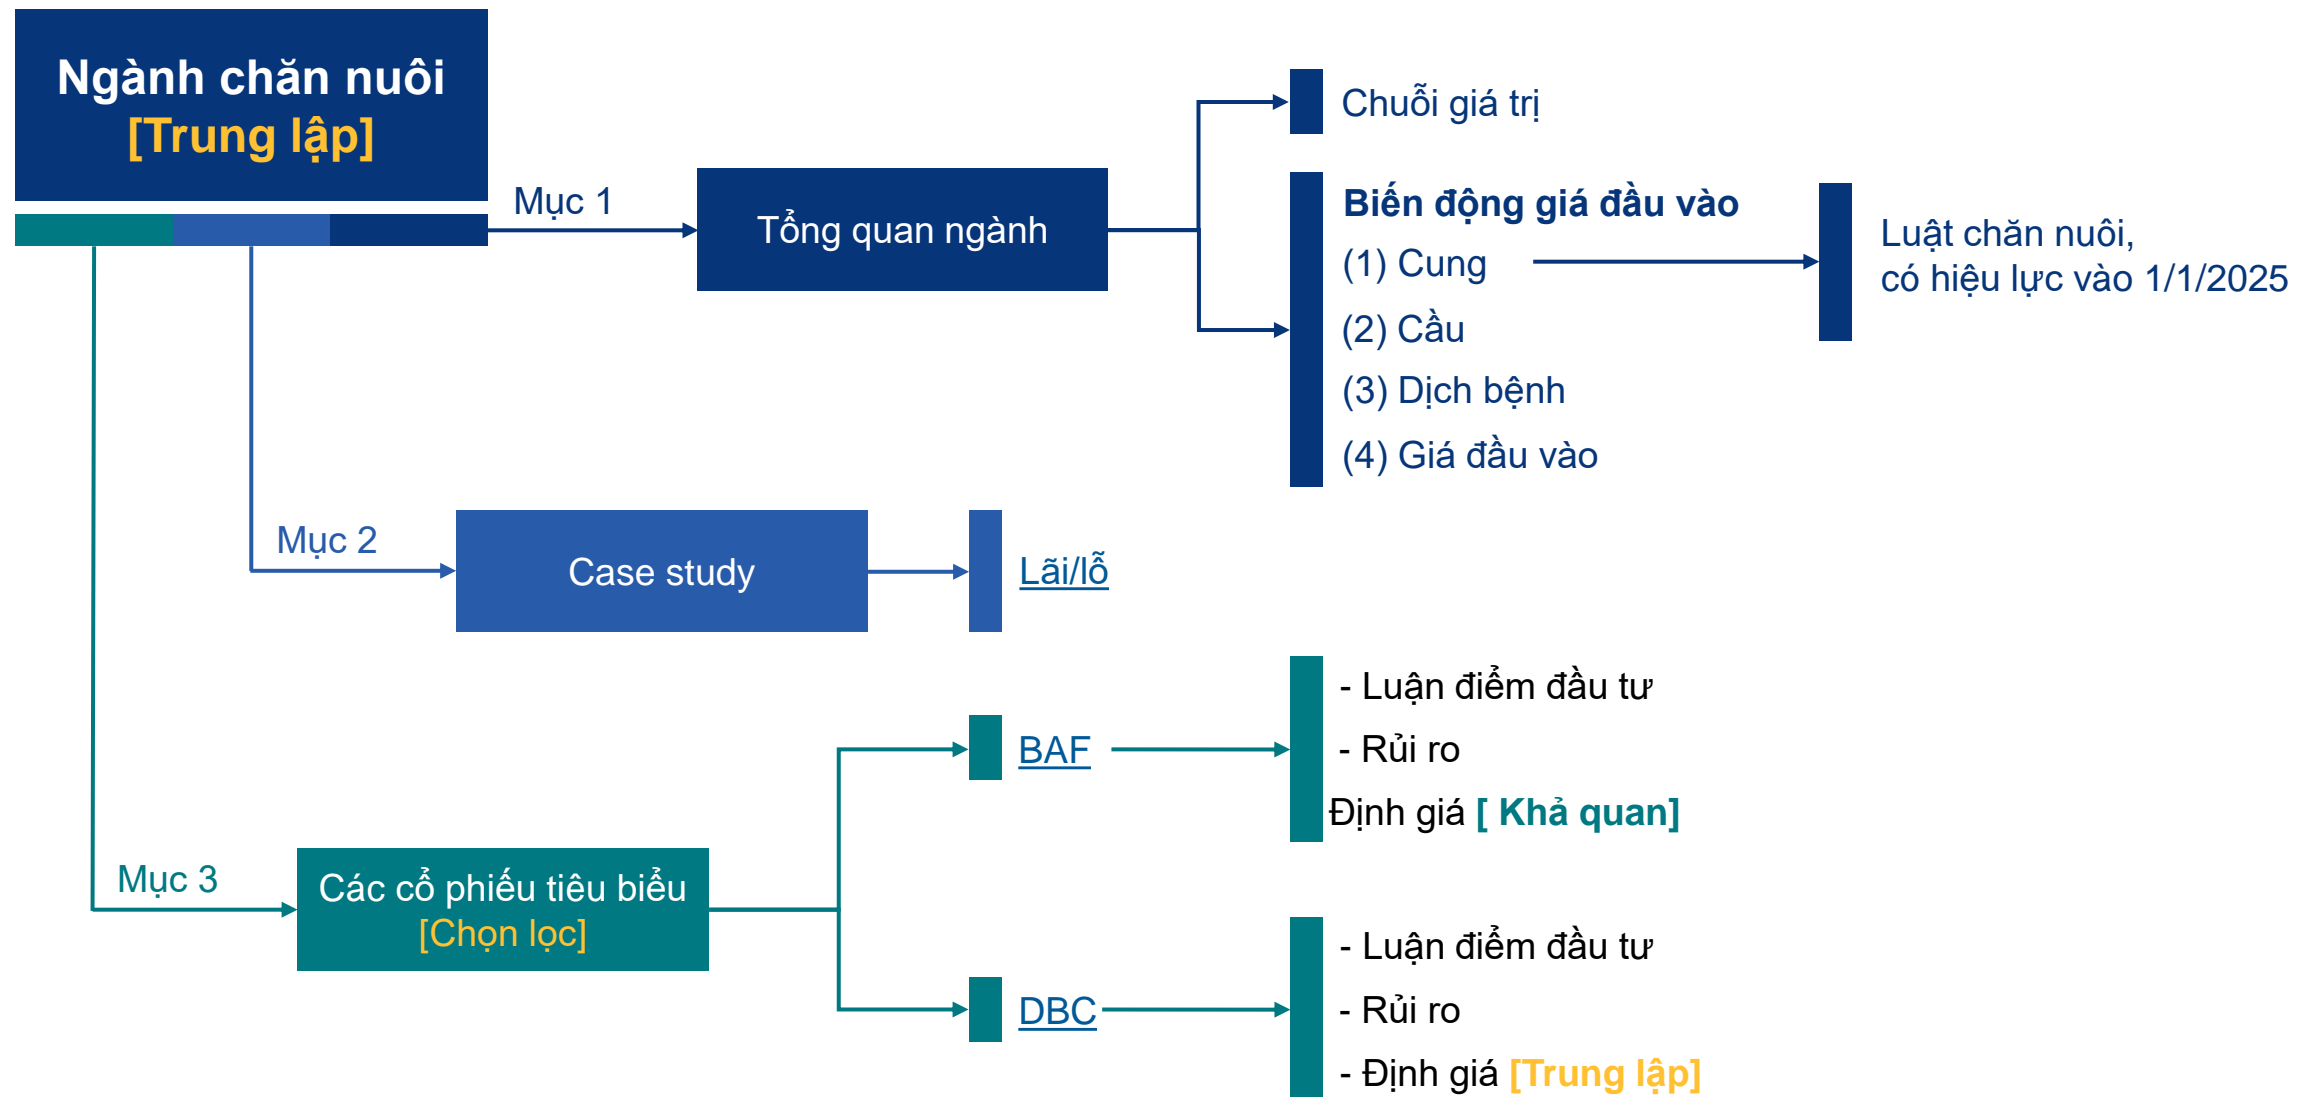 Ngành chăn nuôi
[Trung lập]
Mục 1
Tổng quan ngành
Chuỗi giá trị
Biến động giá đầu vào
(1) Cung
(2) Cầu
(3) Dịch bệnh
(4) Giá đầu vào
Luật chăn nuôi,
có hiệu lực vào 1/1/2025
Mục 2
Case study
Lãi/lỗ
Mục 3
Các cổ phiếu tiêu biểu
[Chọn lọc]
BAF
- Luận điểm đầu tư
- Rủi ro
Định giá [ Khả quan]
DBC
- Luận điểm đầu tư
- Rủi ro
- Định giá [Trung lập]